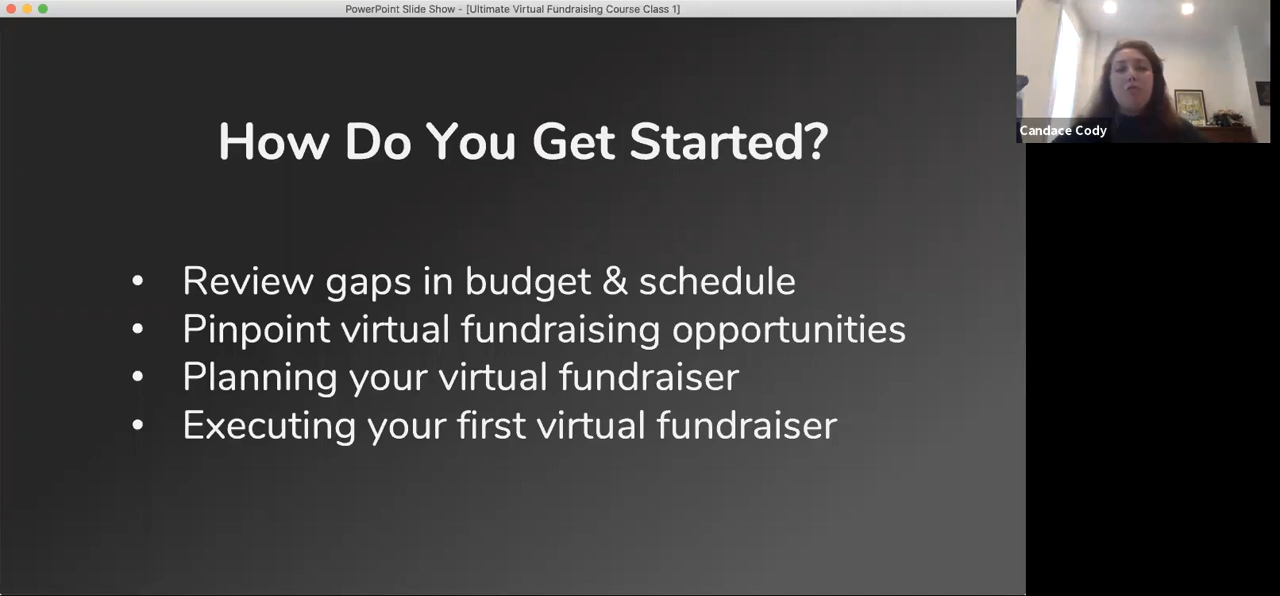 PowerPoint Slide Show - [Ultimate Virtual Fundraising Course Class 1]
Candace Cody
How Do You Get Started?
• Review gaps in budget & schedule
• Pinpoint virtual fundraising opportunities
• Planning your virtual fundraiser
• Executing your first virtual fundraiser